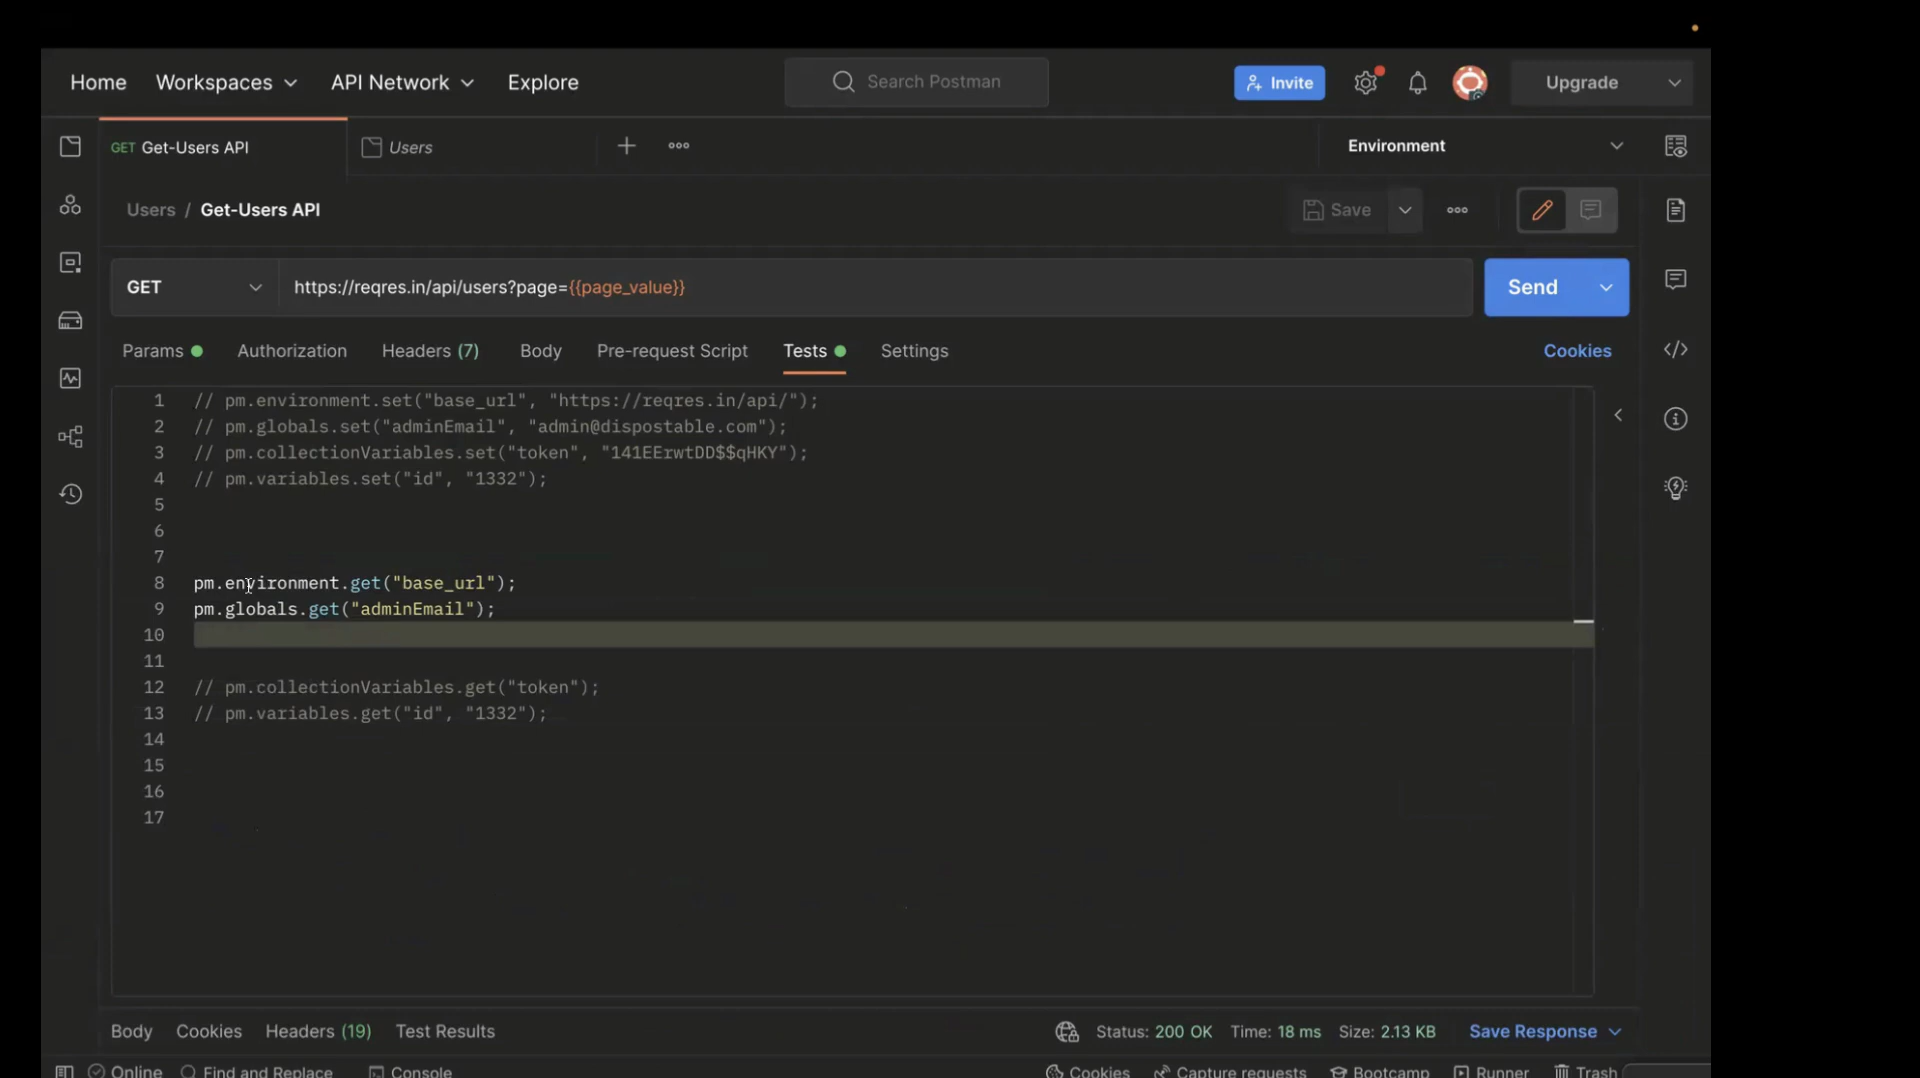 Home Workspaces API Network Explore Search Postman Invite Upgrade
GET Get-Users API Users Environment
Users / Get-Users API Save
GET https://reqres.in/api/users?page={{page_value}} Send
Params Authorization Headers (7) Body Pre-request Script Tests Settings Cookies
1 // pm.environment.set("base_url", "https://reqres.in/api/");
2 // pm.globals.set("adminEmail", "admin@dispostable.com");
3 // pm.collectionVariables.set("token", "141EErwtDD$$qHKY");
4 // pm.variables.set("id", "1332");
5
6
7
8 pm.environment.get("base_url");
9 pm.globals.get("adminEmail");
10
11
12 // pm.collectionVariables.get("token");
13 // pm.variables.get("id", "1332");
14
15
16
17
Body Cookies Headers (19) Test Results Status: 200 OK Time: 18 ms Size: 2.13 KB Save Response
Online Find and Replace Console Cookies Capture requests Bootcamp Runner Trash